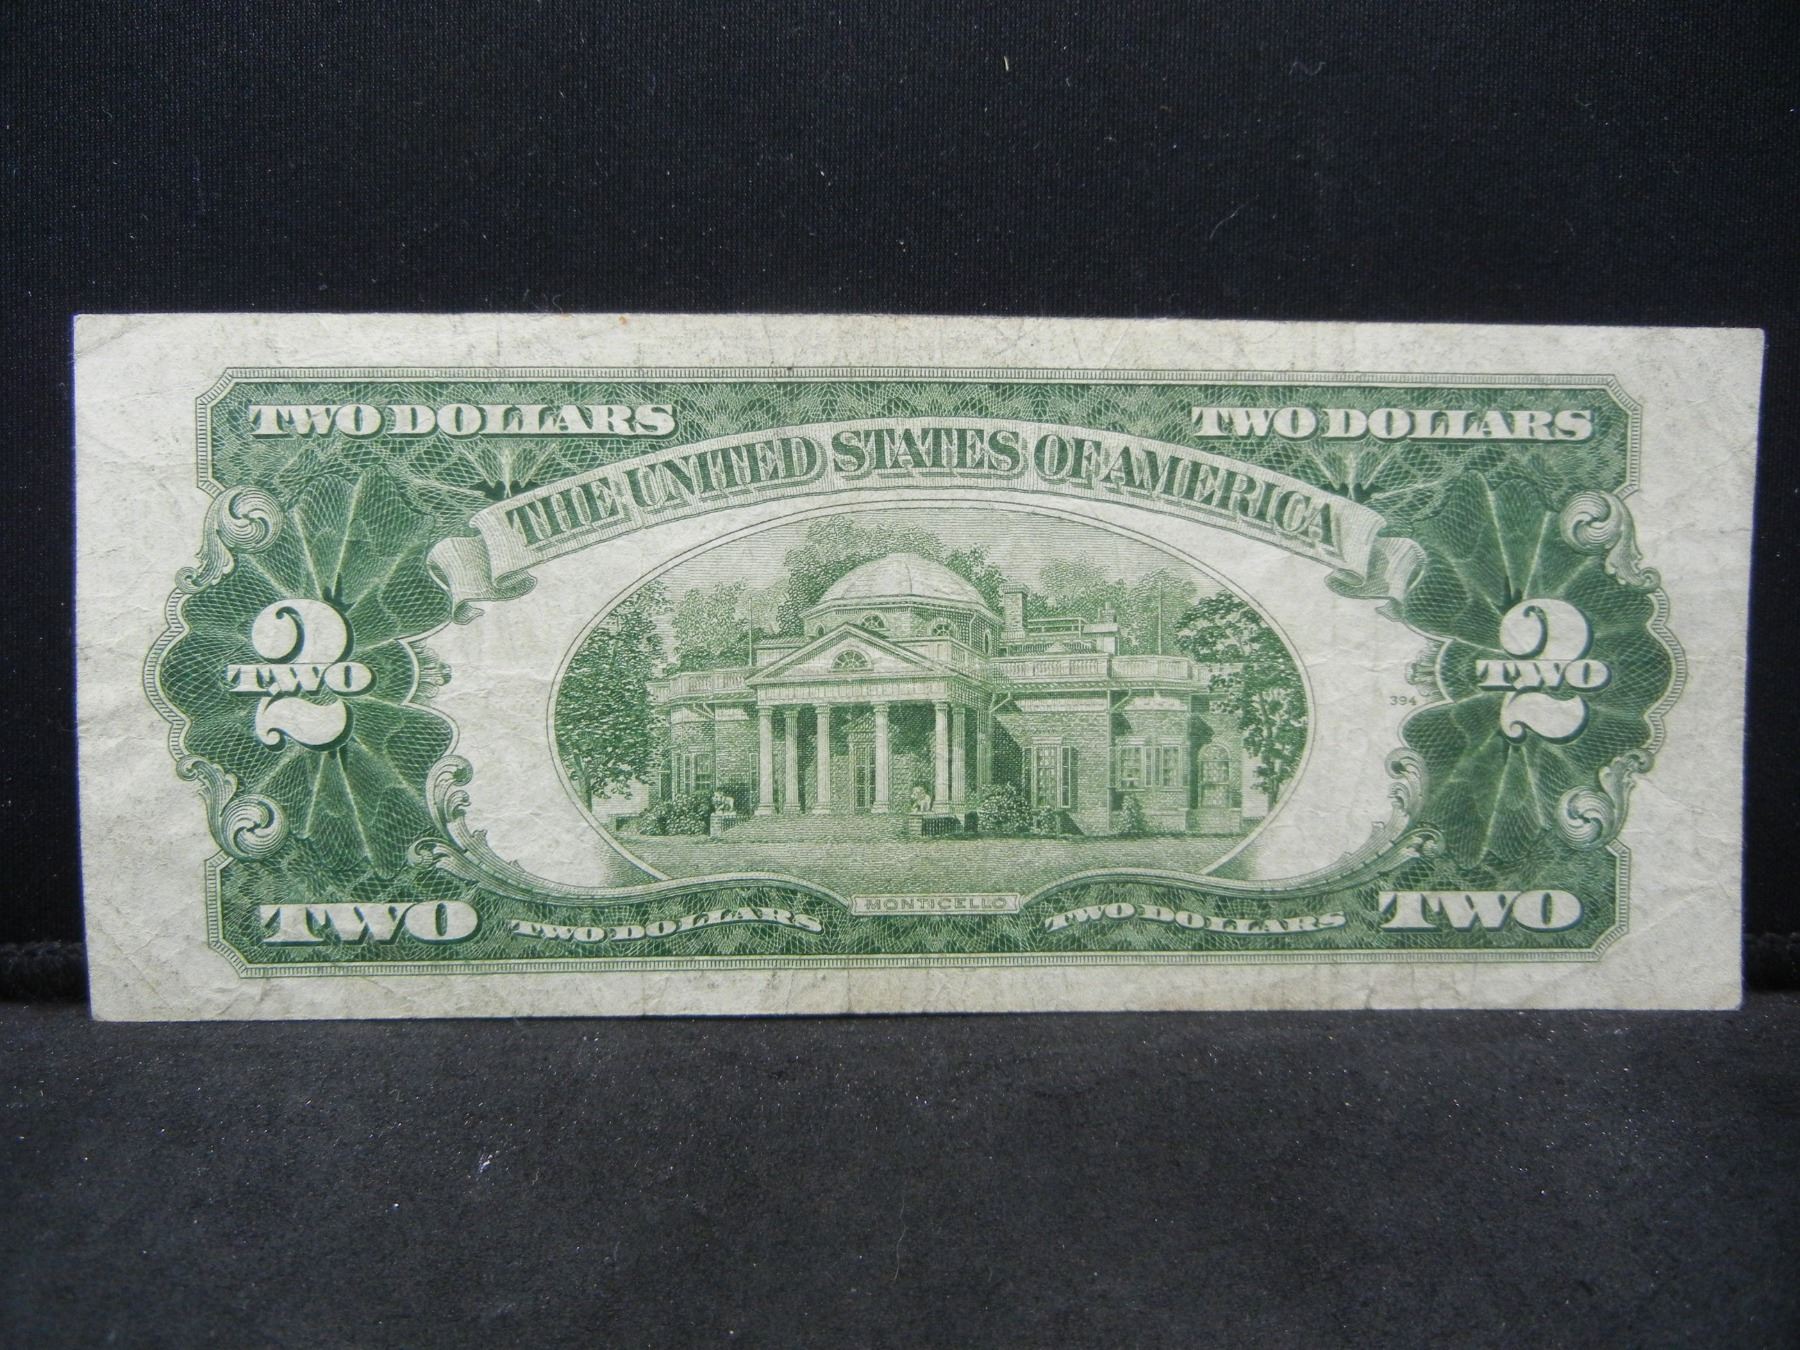 TWO DOLLARS
TWO DOLLARS
THE UNITED STATES OF AMERICA
2
TWO
2
TWO
394
TWO
TWO DOLLARS
MONTICELLO
TWO DOLLARS
TWO